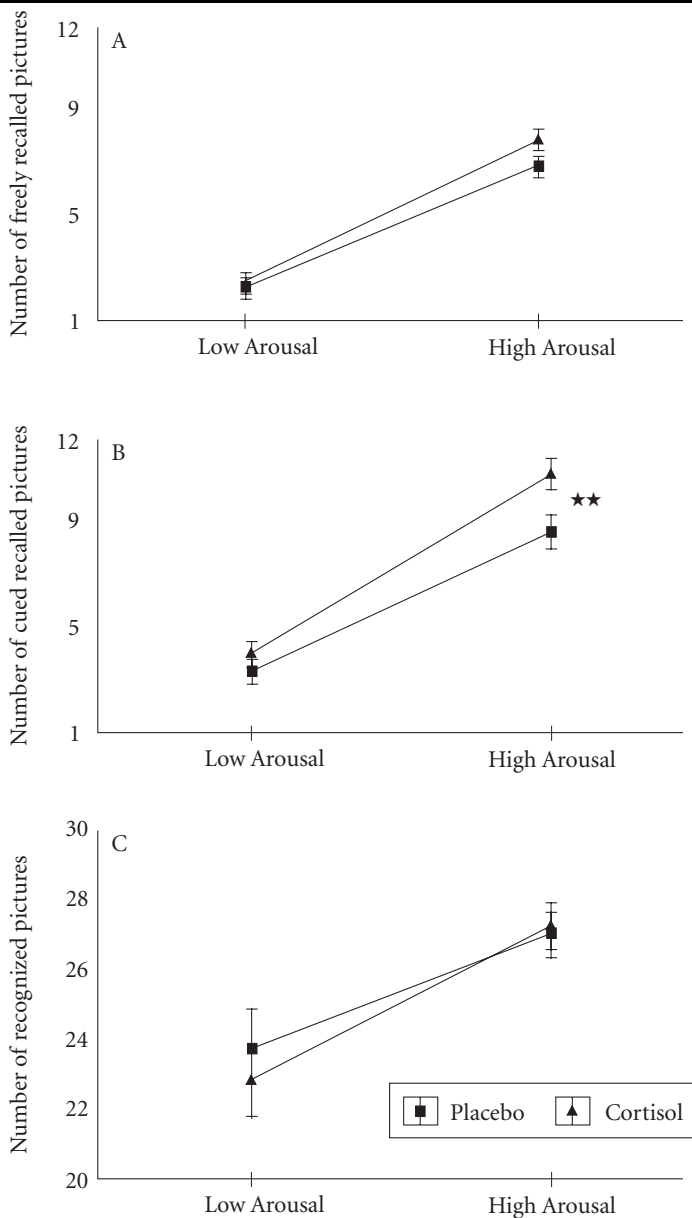 A
Number of freely recalled pictures
12
9
5
1
Low Arousal High Arousal
B
Number of cued recalled pictures
12
9
5
1
★★
Low Arousal High Arousal
C
Number of recognized pictures
30
28
26
24
22
20
Placebo Cortisol
Low Arousal High Arousal